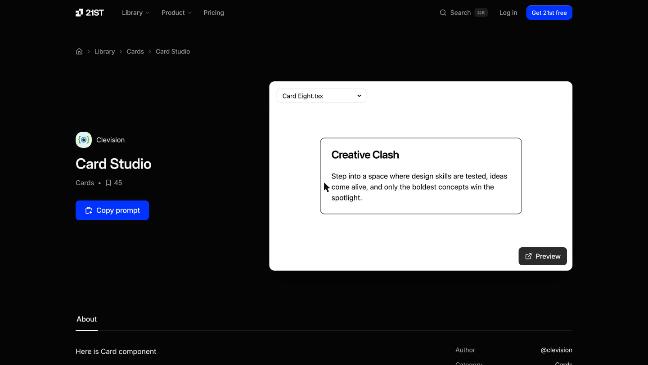 21ST Library Product Pricing Search ⌘K Log in Get 21st free
Library > Cards > Card Studio
Card Eight.tsx
Clevision
Card Studio
Cards • 45
Copy prompt
Creative Clash
Step into a space where design skills are tested, ideas
come alive, and only the boldest concepts win the
spotlight.
Preview
About
Here is Card component
Author @clevision
Category Cards